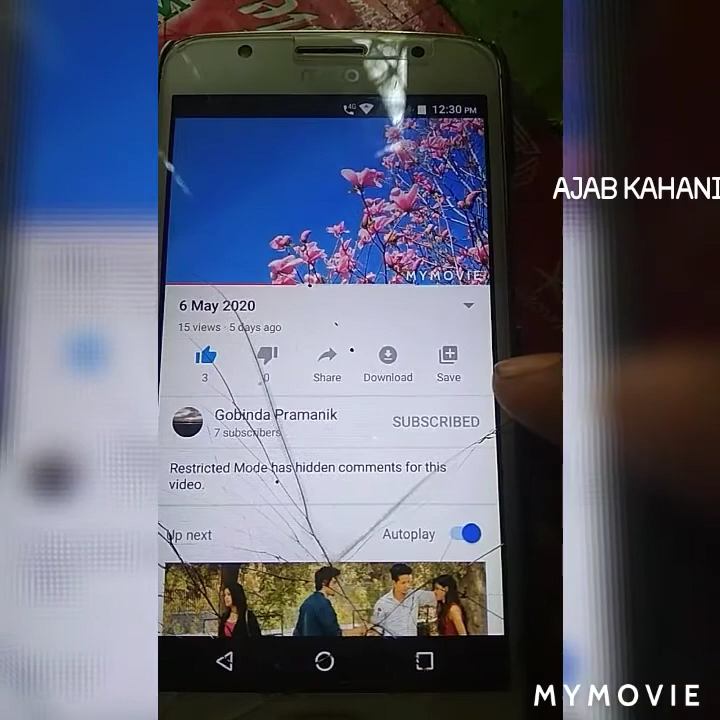 4G 12:30 PM
AJAB KAHANI
MYMOVIE
6 May 2020
15 views · 5 days ago
3 0 Share Download Save
Gobinda Pramanik
7 subscribers
SUBSCRIBED
Restricted Mode has hidden comments for this
video.
Up next Autoplay
MYMOVIE